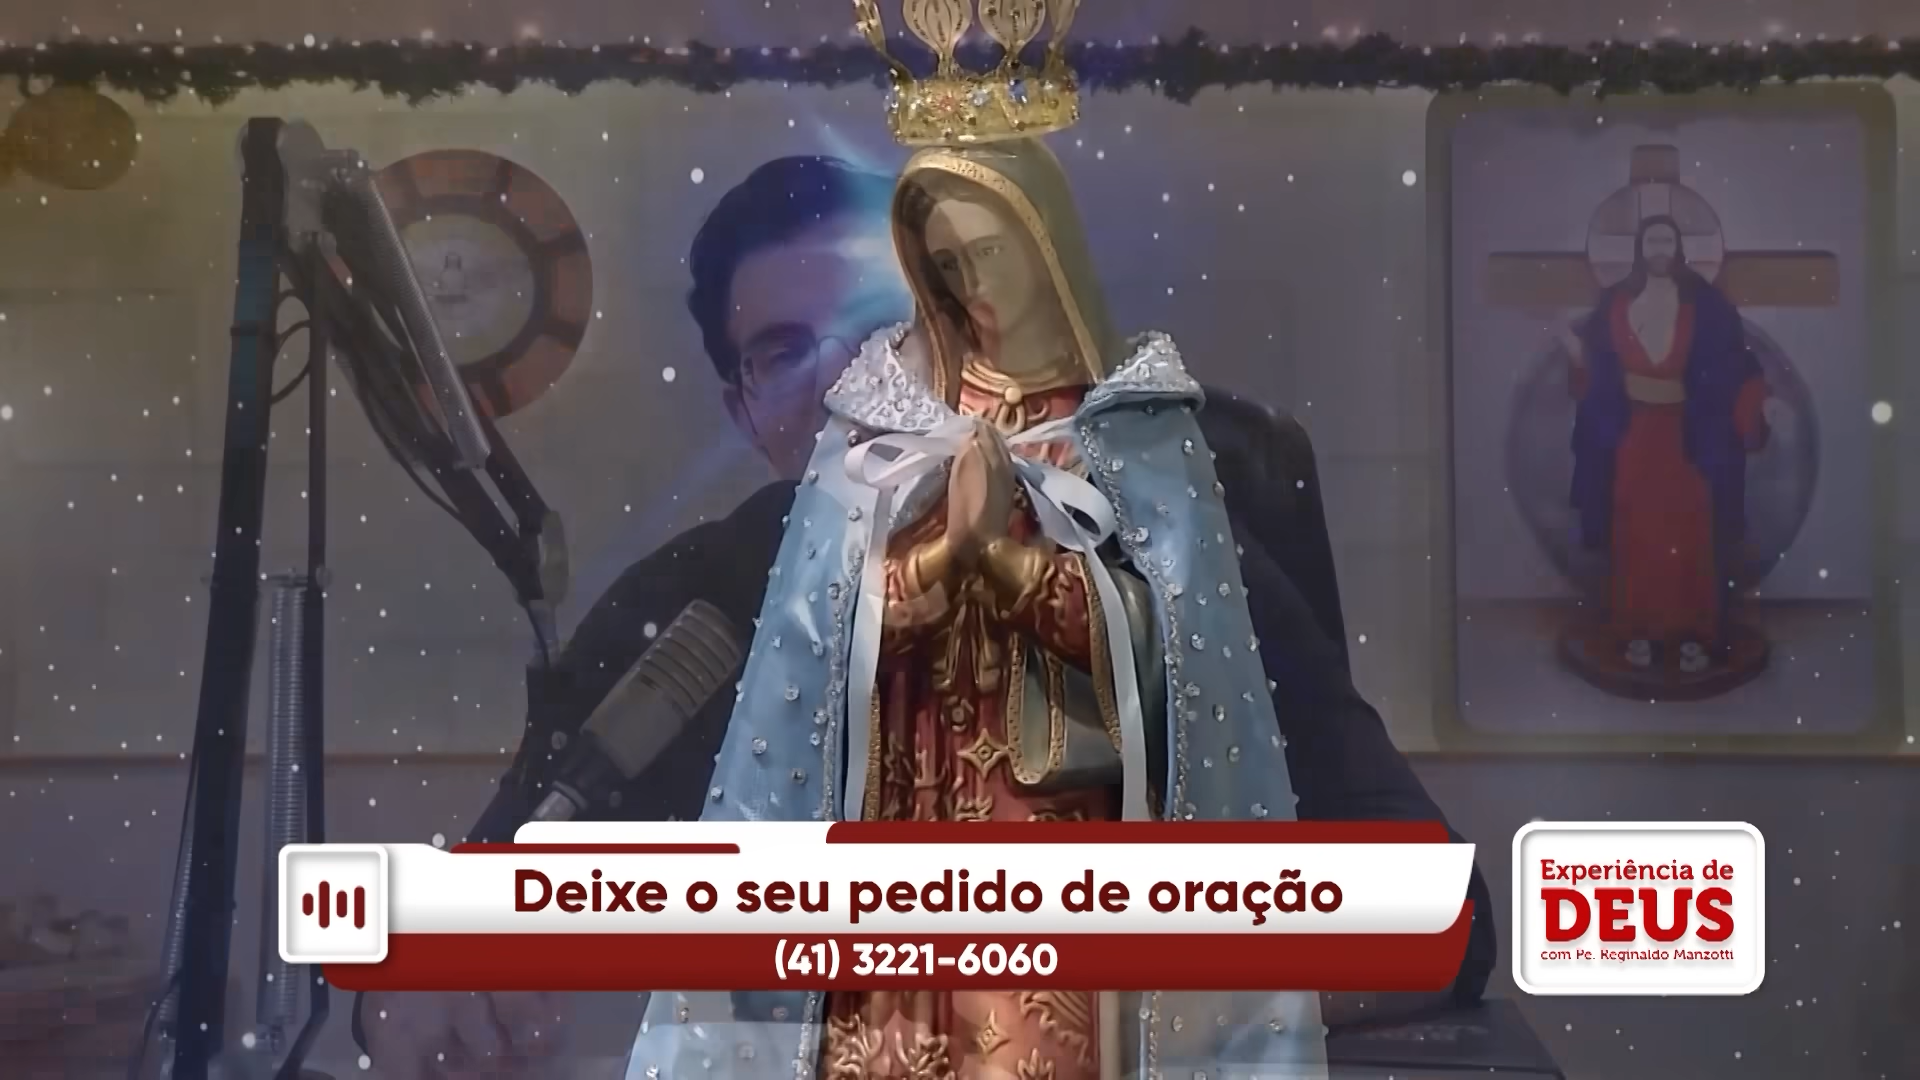 Deixe o seu pedido de oração
(41) 3221-6060
Experiência de
DEUS
com Pe. Reginaldo Manzotti